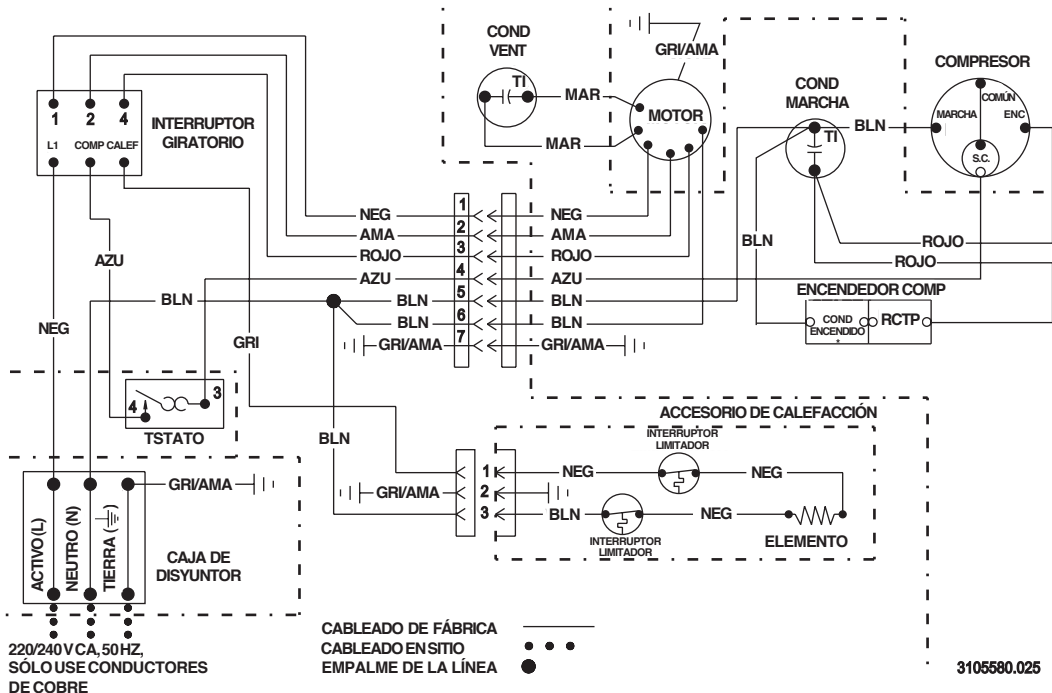 COND
VENT
TI
MAR
MAR
GRI/AMA
MOTOR
COND
MARCHA
TI
BLN
COMPRESOR
COMÚN
MARCHA
ENC
S.C.
1 2 4
L1 COMP CALEF
INTERRUPTOR
GIRATORIO
NEG 1 NEG
AMA 2 AMA
ROJO 3 ROJO
AZU 4 AZU
BLN BLN 5 BLN
BLN 6 BLN
GRI/AMA 7 GRI/AMA
AZU
NEG
GRI
BLN
ROJO
ROJO
ENCENDEDOR COMP
COND
ENCENDIDO
*
RCTP
3
4
TSTATO
BLN
ACCESORIO DE CALEFACCIÓN
INTERRUPTOR
LIMITADOR
1 NEG NEG
GRI/AMA 2
3 BLN NEG
INTERRUPTOR
LIMITADOR
ELEMENTO
GRI/AMA
ACTIVO (L)
NEUTRO (N)
TIERRA ( )
CAJA DE
DISYUNTOR
220/240 V CA, 50 HZ,
SÓLO USE CONDUCTORES
DE COBRE
CABLEADO DE FÁBRICA
CABLEADO EN SITIO
EMPALME DE LA LÍNEA
3105580.025